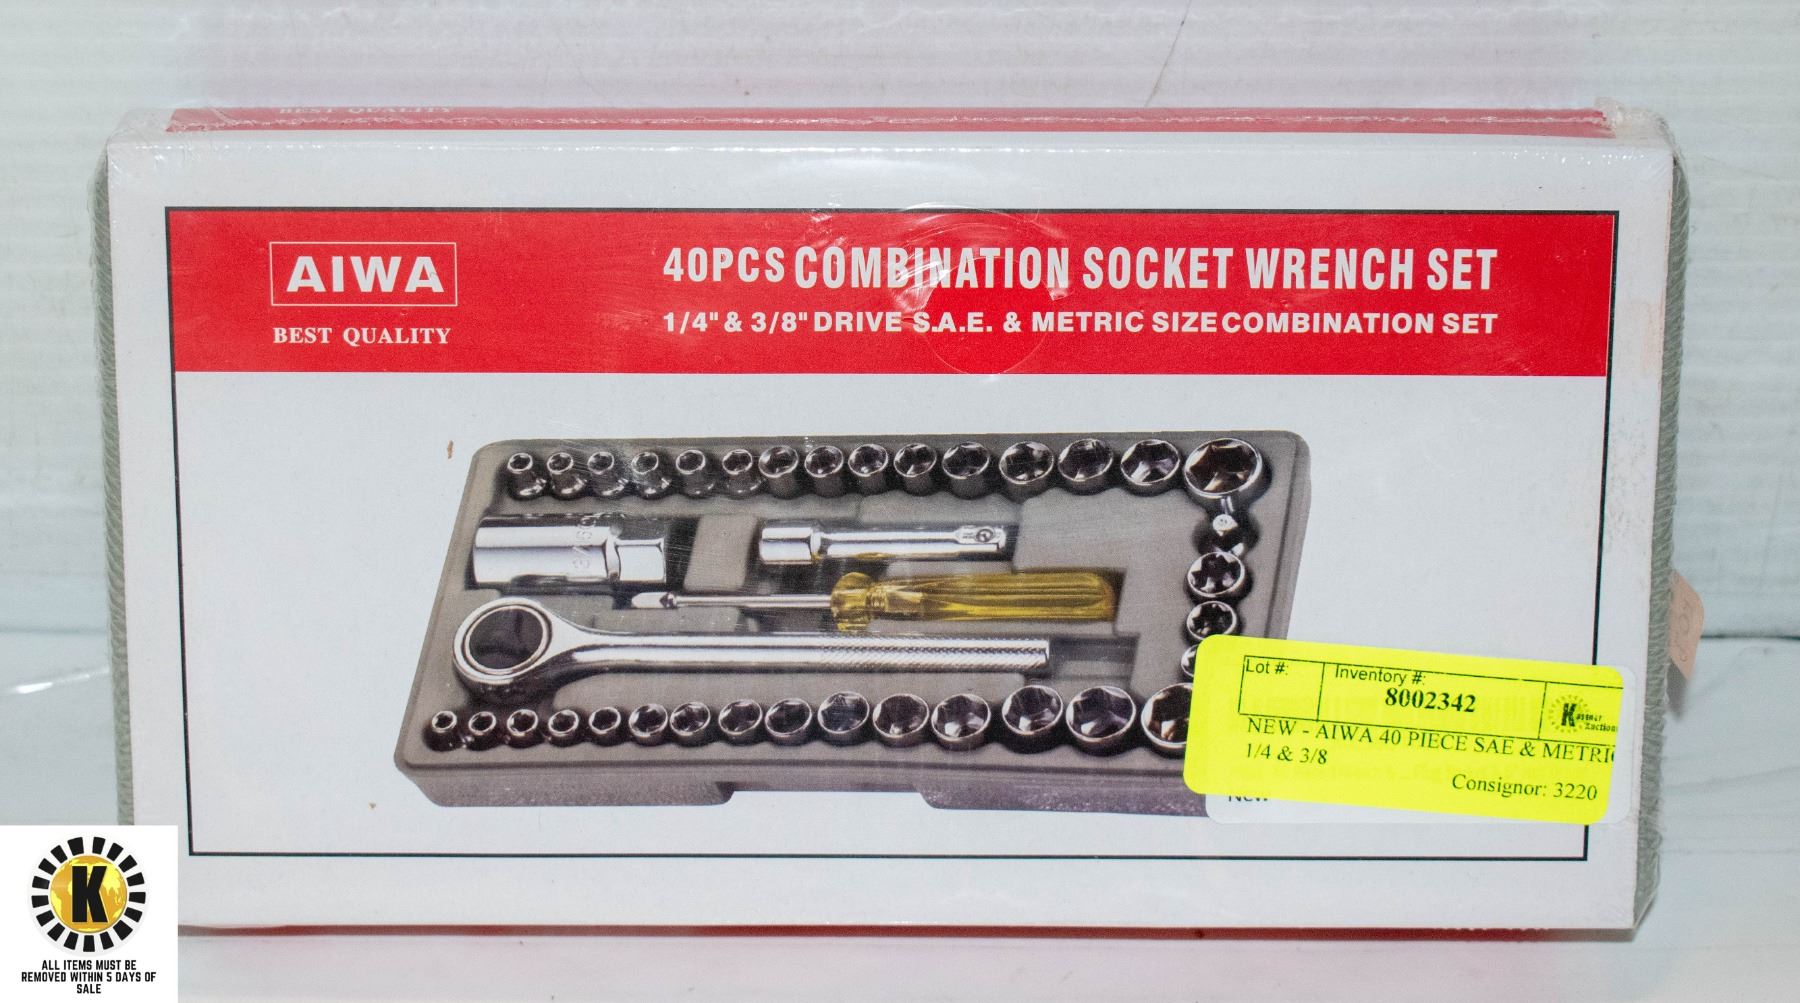 BEST QUALITY
AIWA
BEST QUALITY
40PCS COMBINATION SOCKET WRENCH SET
1/4" & 3/8" DRIVE S.A.E. & METRIC SIZE COMBINATION SET
Lot #:
Inventory #:
8002342
K
Auction
NEW - AIWA 40 PIECE SAE & METRIC
1/4 & 3/8
Consignor: 3220
New
K
ALL ITEMS MUST BE
REMOVED WITHIN 5 DAYS OF
SALE